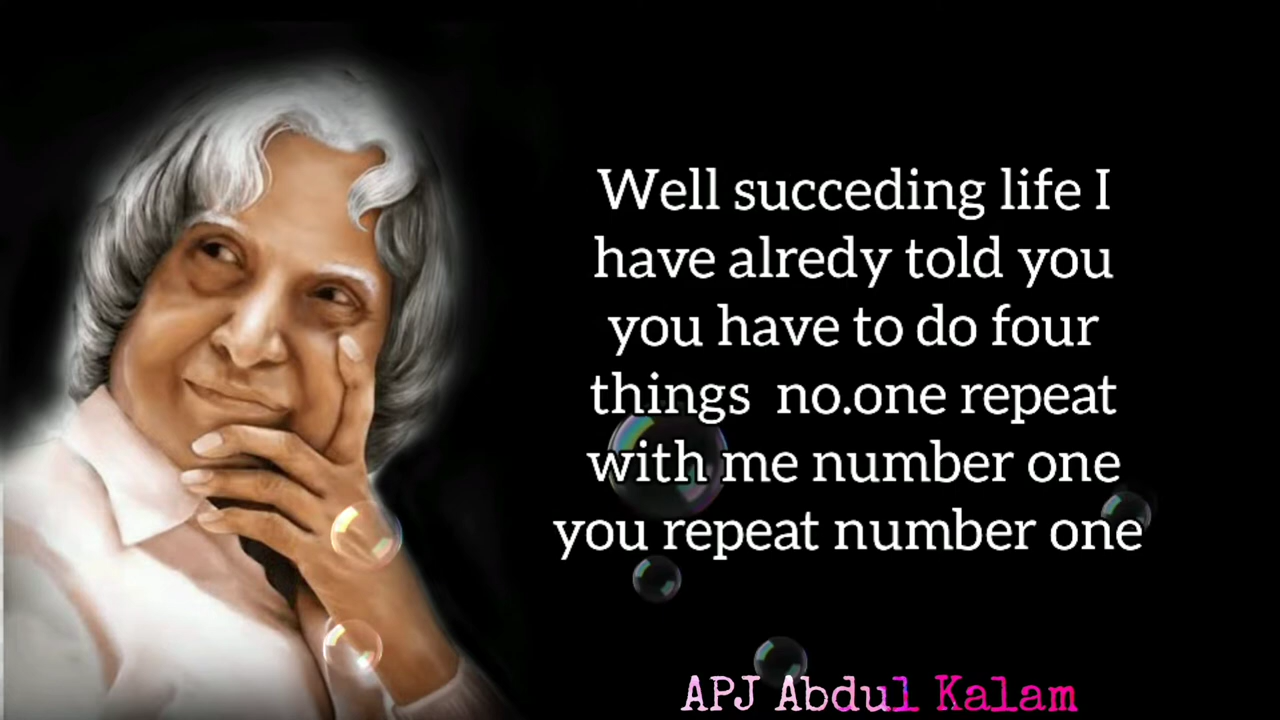 Well succeding life I
have alredy told you
you have to do four
things no.one repeat
with me number one
you repeat number one
APJ Abdul Kalam